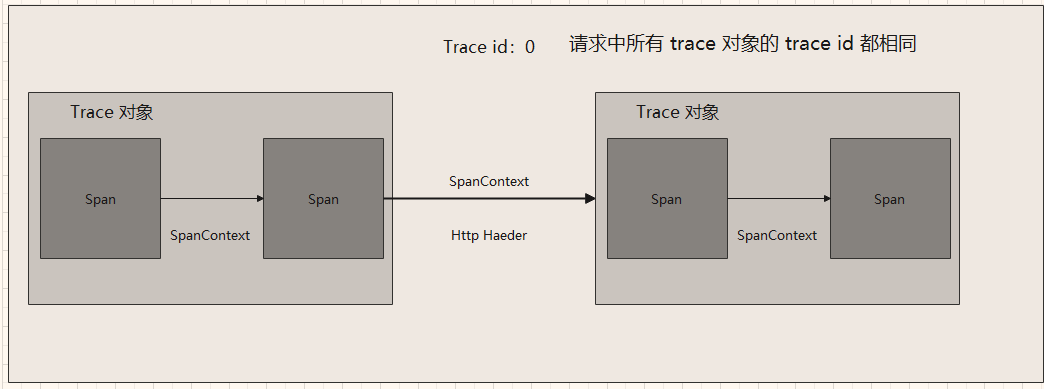 Trace id：0 请求中所有 trace 对象的 trace id 都相同
Trace 对象
Span
SpanContext
Span
SpanContext
Http Haeder
Trace 对象
Span
SpanContext
Span